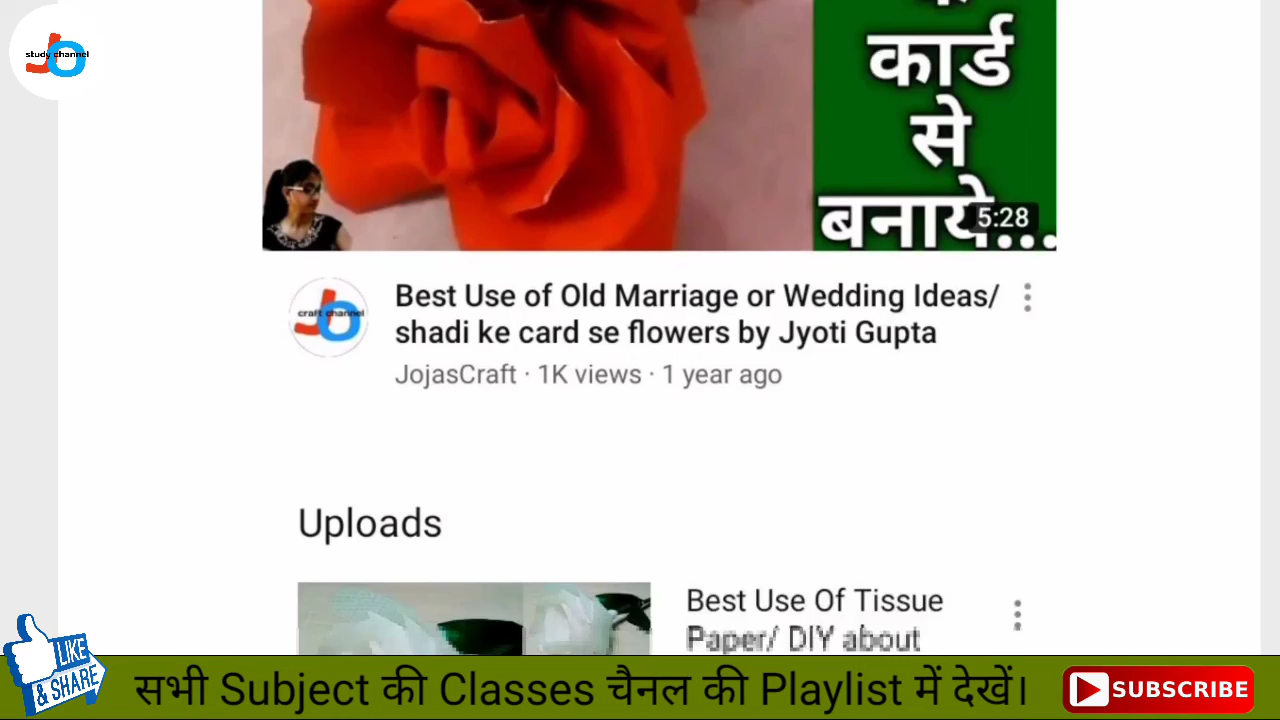 study channel
JO
कार्ड
से
बनाये...
5:28
Best Use of Old Marriage or Wedding Ideas/
craft channel
JO
shadi ke card se flowers by Jyoti Gupta
JojasCraft · 1K views · 1 year ago
Uploads
Best Use Of Tissue
Paper/ DIY about
LIKE
& SHARE
सभी Subject की Classes चैनल की Playlist में देखें।
SUBSCRIBE